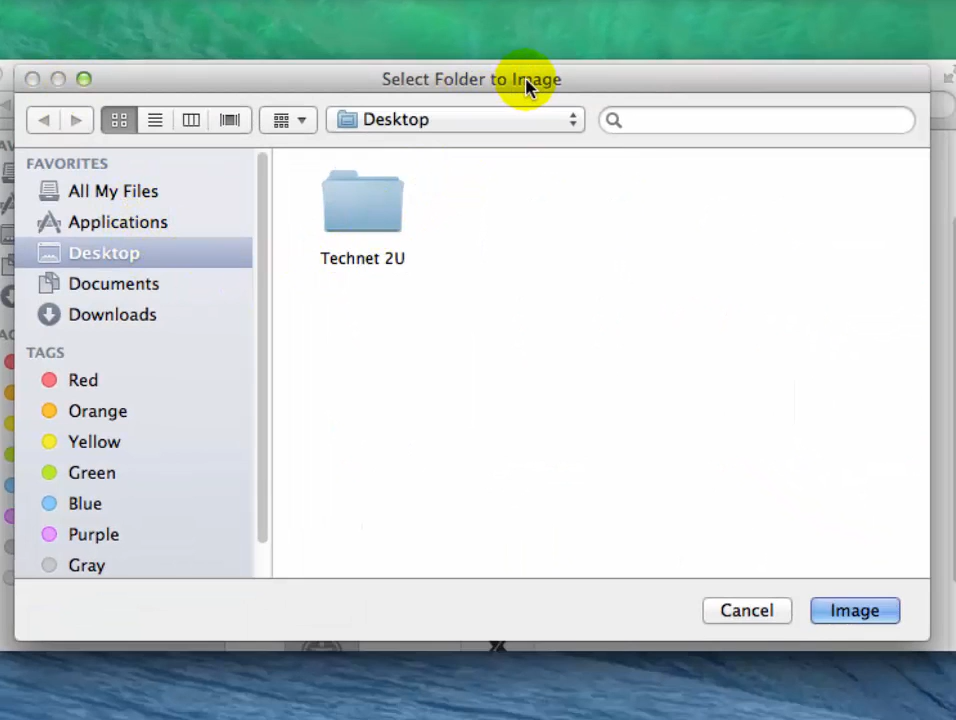 Select Folder to Image
Desktop
FAVORITES
All My Files
Applications
Desktop
Documents
Downloads
TAGS
Red
Orange
Yellow
Green
Blue
Purple
Gray
Technet 2U
Cancel
Image